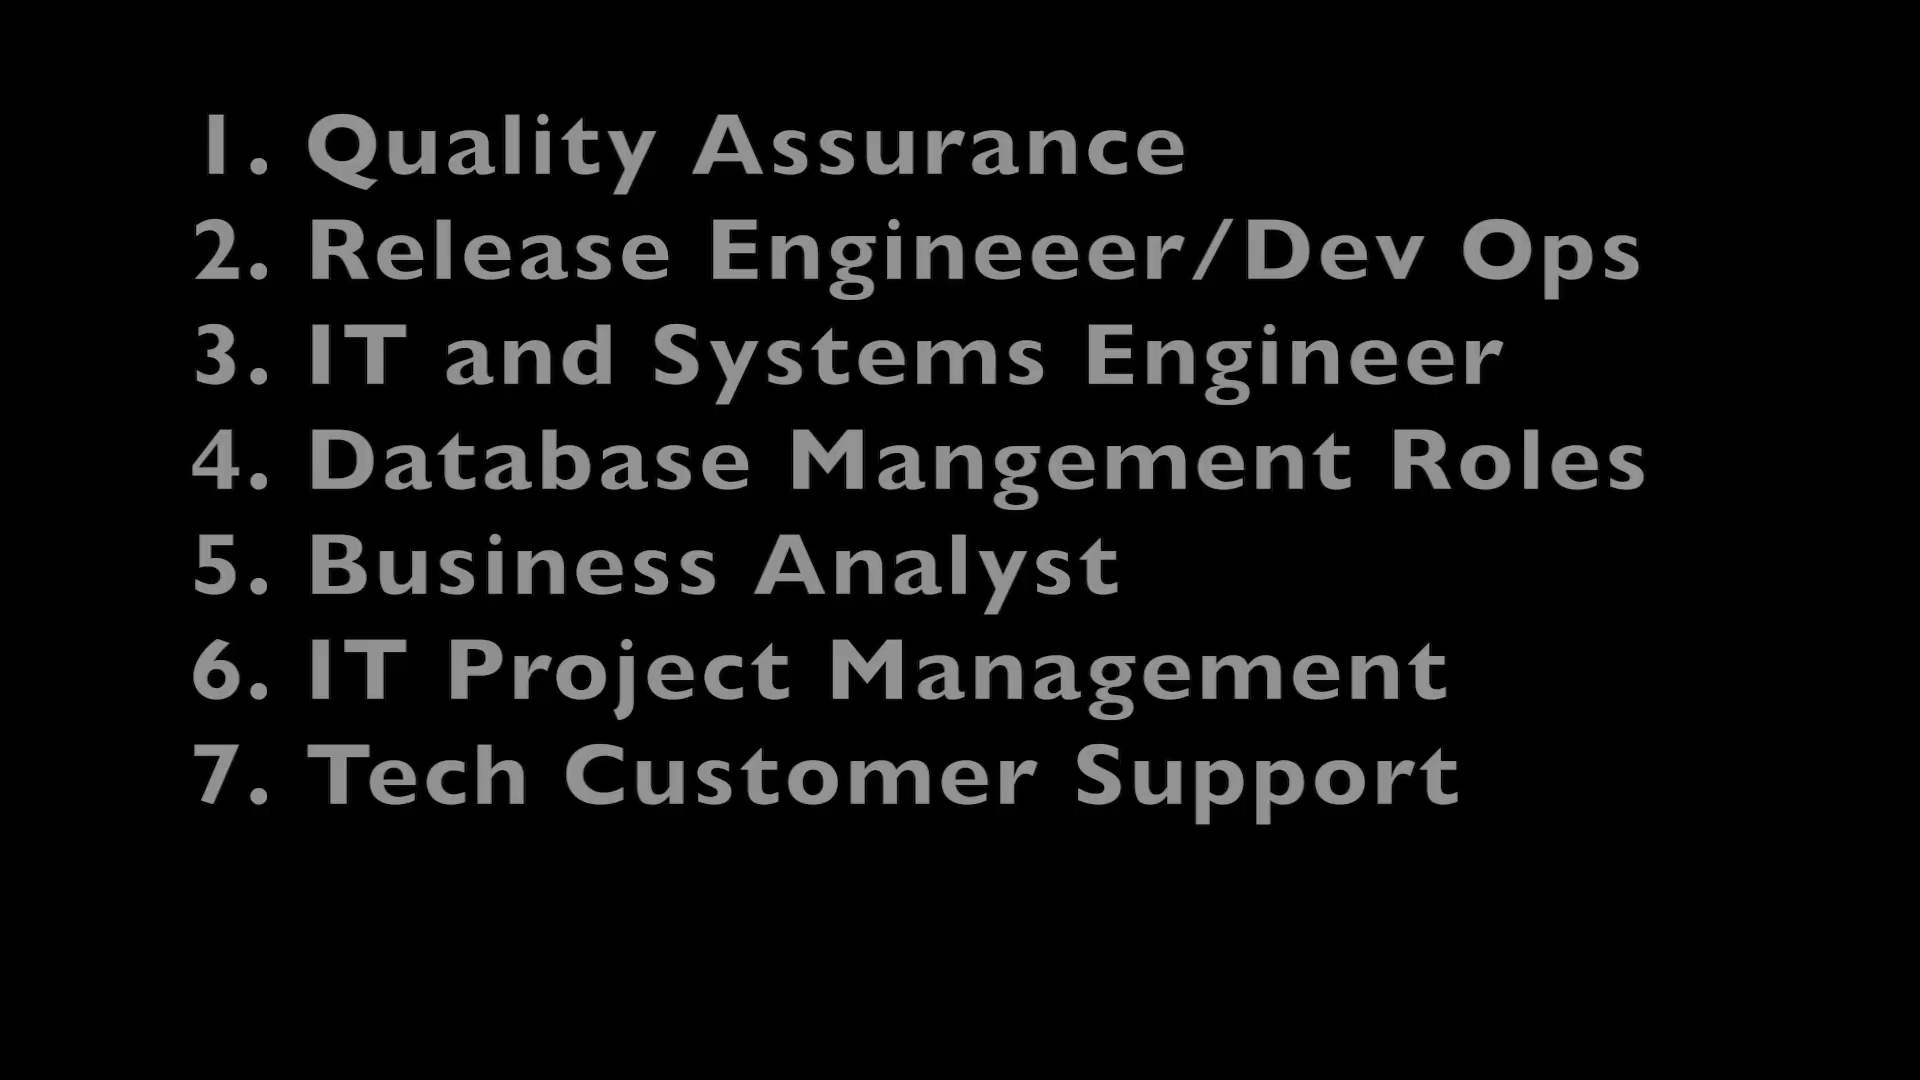 1. Quality Assurance
2. Release Engineeer/Dev Ops
3. IT and Systems Engineer
4. Database Mangement Roles
5. Business Analyst
6. IT Project Management
7. Tech Customer Support